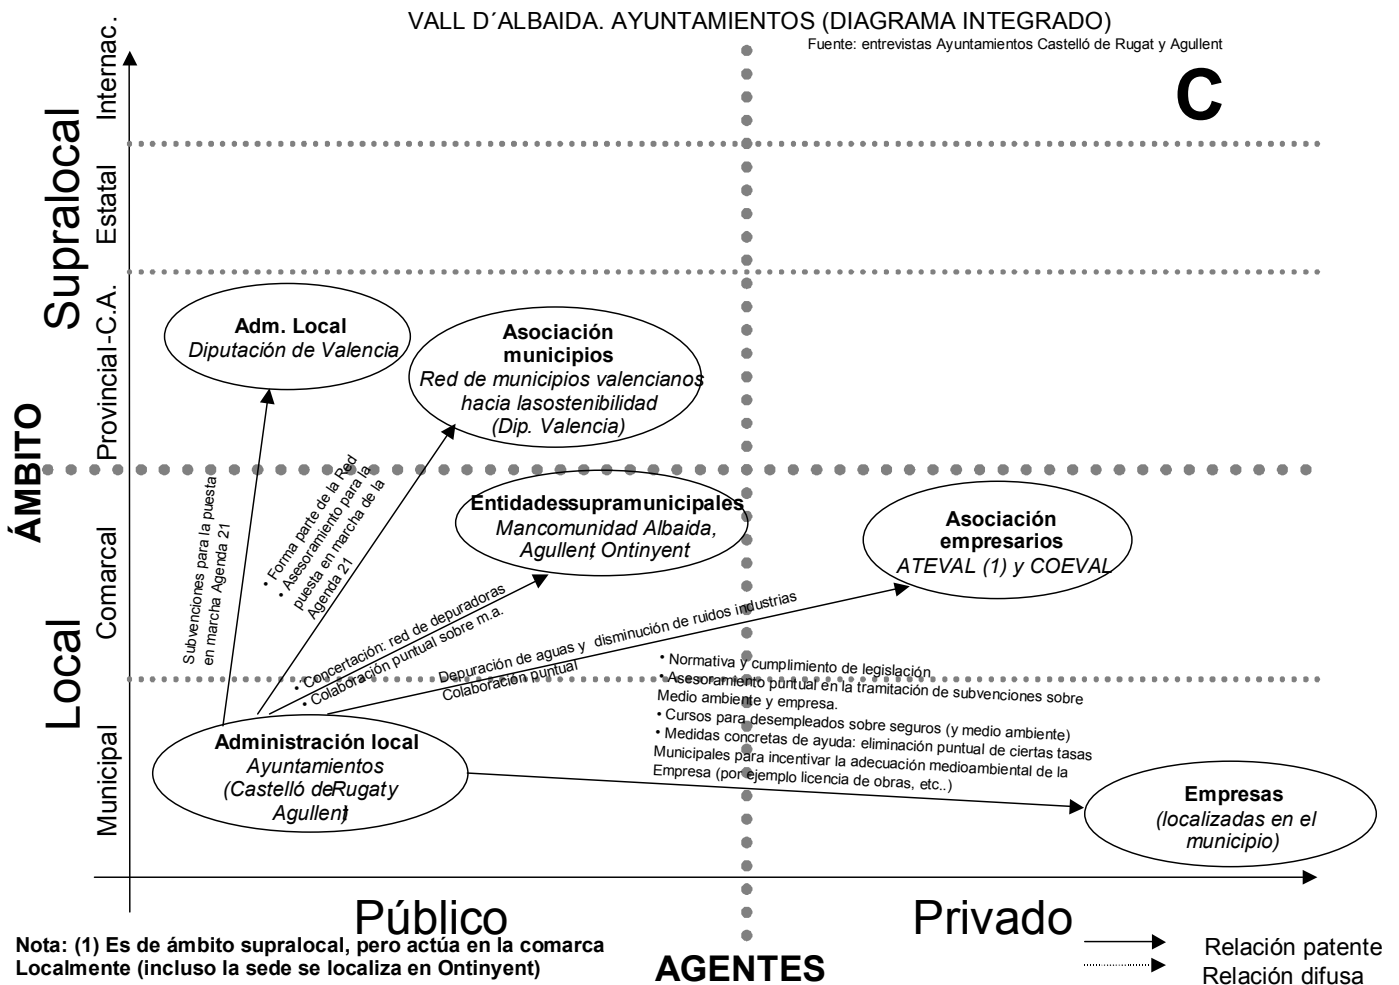 VALL D´ALBAIDA. AYUNTAMIENTOS (DIAGRAMA INTEGRADO)
Fuente: entrevistas Ayuntamientos Castelló de Rugat y Agullent
C
ÁMBITO
Supralocal
Local
Internac.
Estatal
Provincial-C.A.
Comarcal
Municipal
Adm. Local
Diputación de Valencia
Asociación
municipios
Red de municipios valencianos
hacia lasostenibilidad
(Dip. Valencia)
Entidadessupramunicipales
Mancomunidad Albaida,
Agullent, Ontinyent
Asociación
empresarios
ATEVAL (1) y COEVAL
Subvenciones para la puesta
en marcha Agenda 21
• Forma parte de la Red
• Asesoramiento para la
puesta en marcha de la
Agenda 21
• Concertación: red de depuradoras
• Colaboración puntual sobre m.a.
Depuración de aguas y disminución de ruidos industrias
Colaboración puntual
• Normativa y cumplimiento de legislación
• Asesoramiento puntual en la tramitación de subvenciones sobre
Medio ambiente y empresa.
• Cursos para desempleados sobre seguros (y medio ambiente)
• Medidas concretas de ayuda: eliminación puntual de ciertas tasas
Municipales para incentivar la adecuación medioambiental de la
Empresa (por ejemplo licencia de obras, etc..)
Administración local
Ayuntamientos
(Castelló deRugaty
Agullent)
Empresas
(localizadas en el
municipio)
Público
Privado
AGENTES
Nota: (1) Es de ámbito supralocal, pero actúa en la comarca
Localmente (incluso la sede se localiza en Ontinyent)
Relación patente
Relación difusa